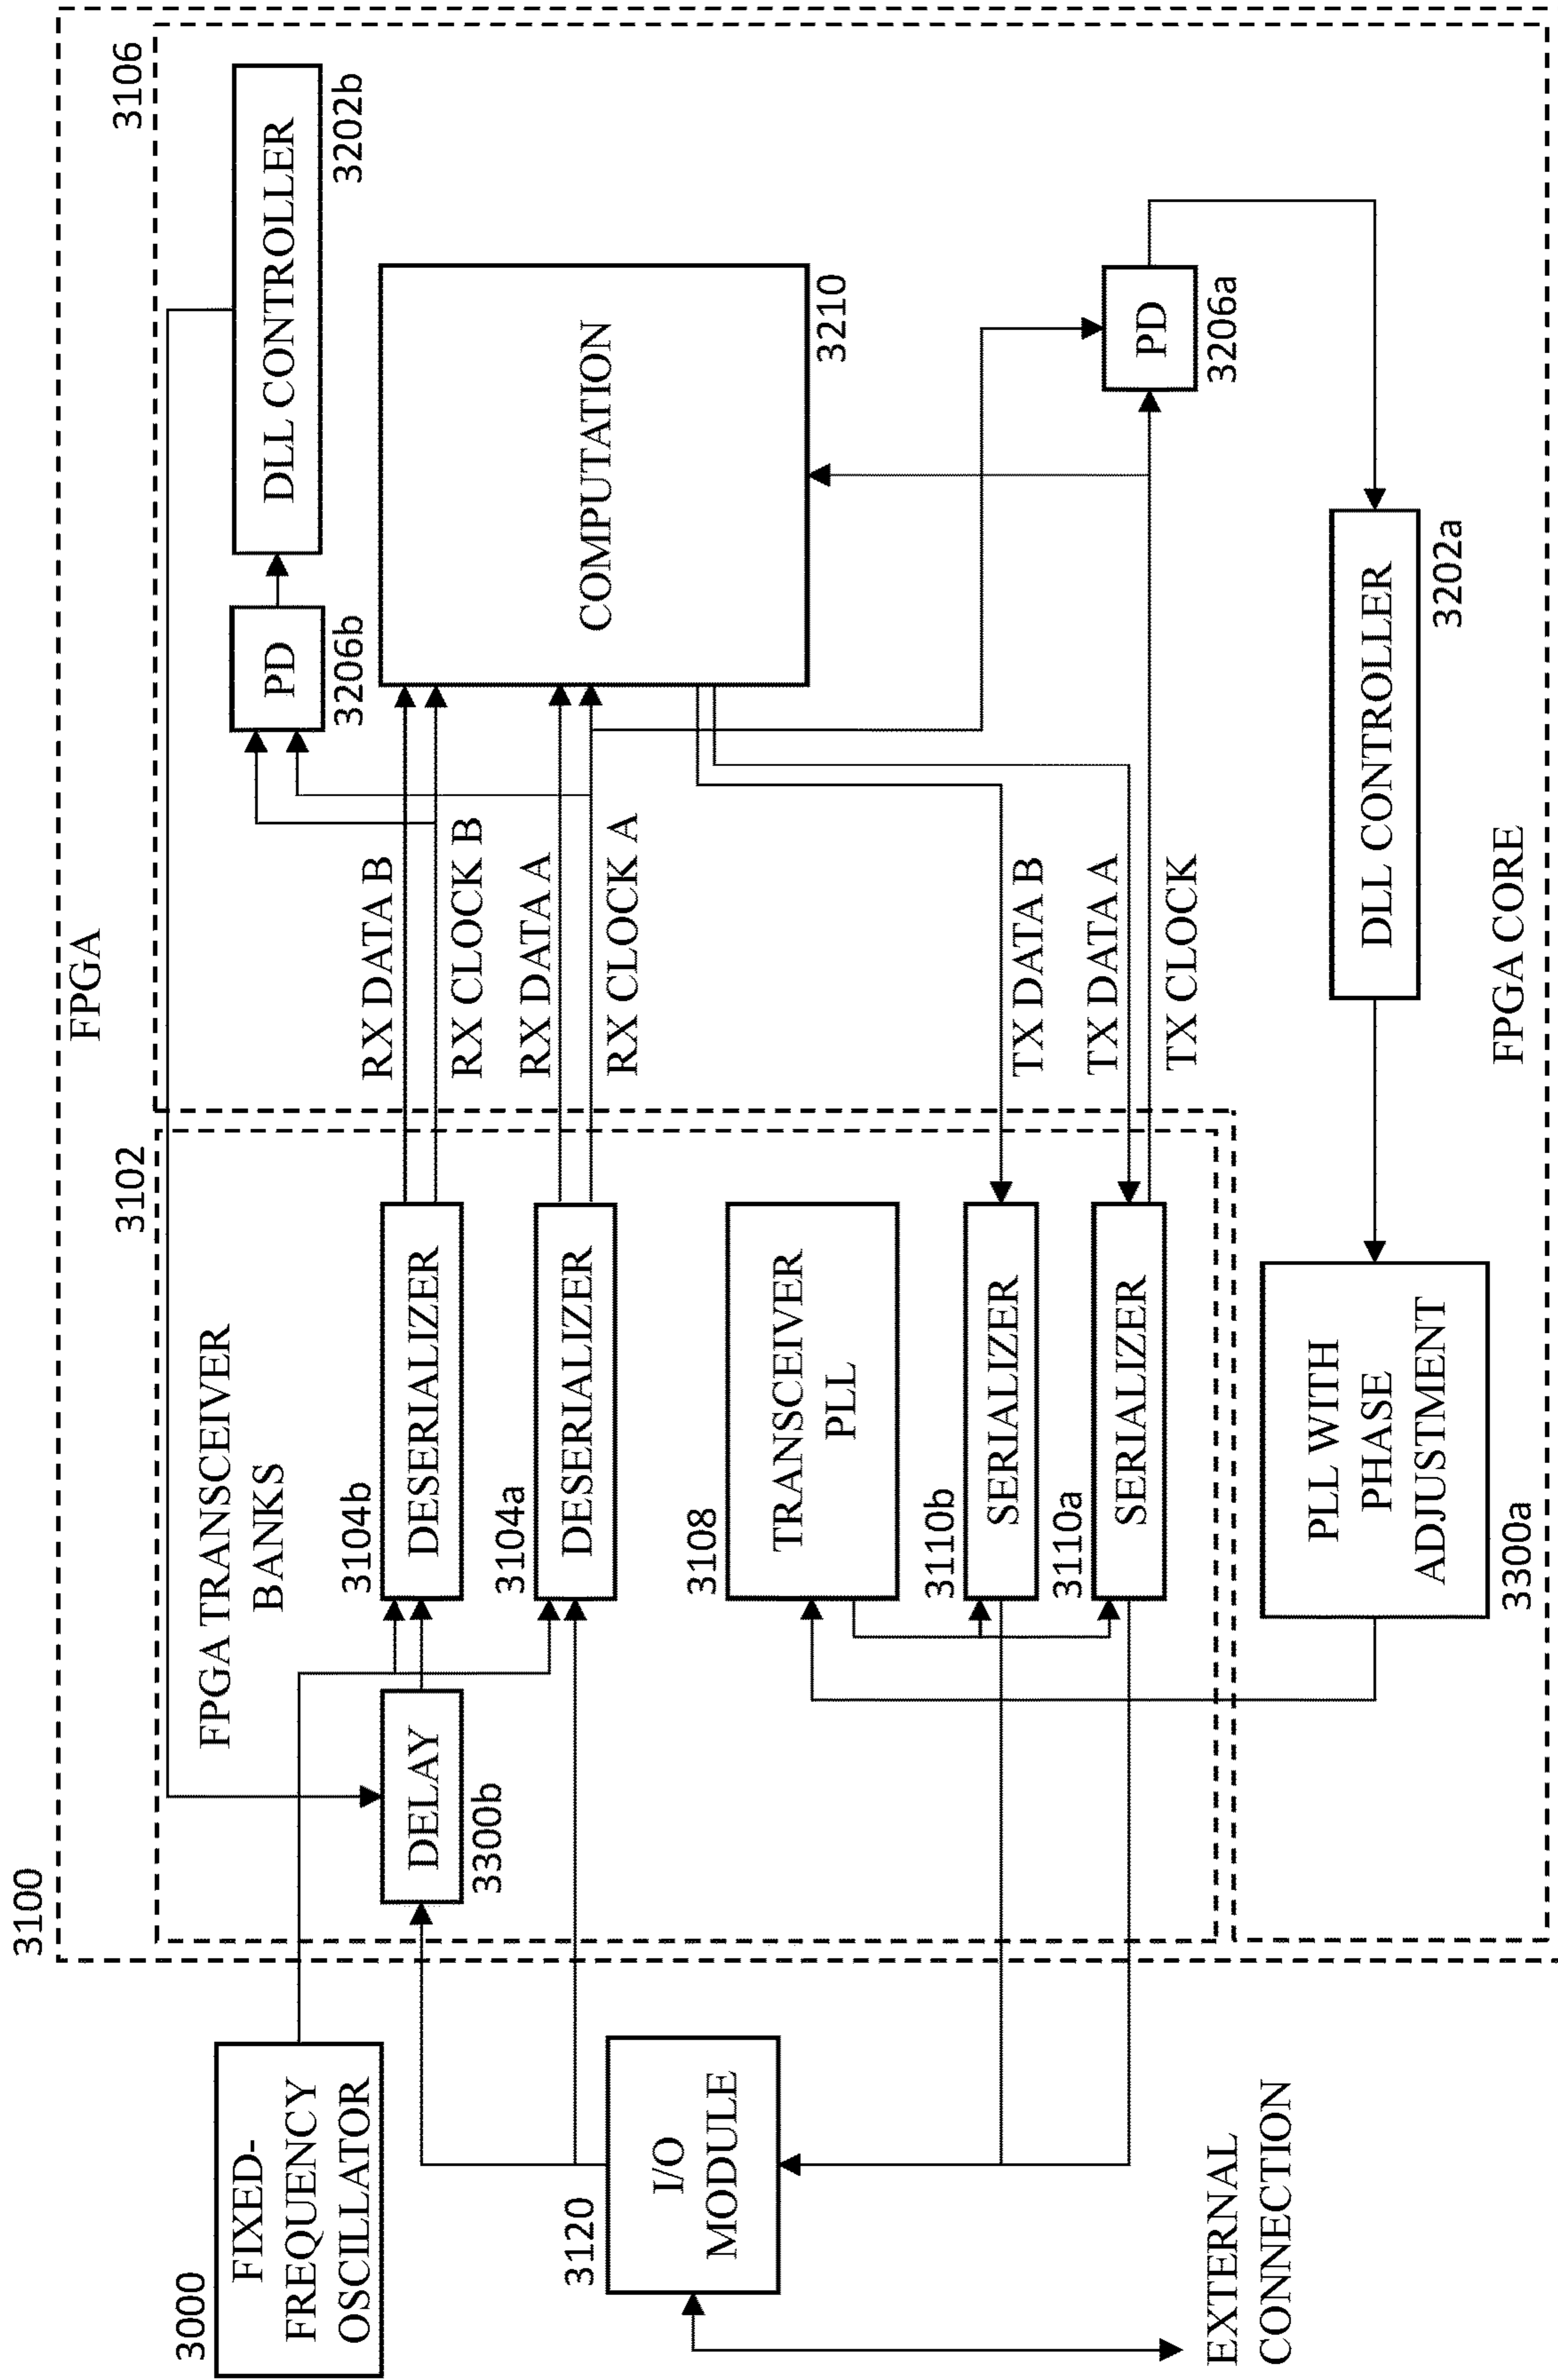 3100
FPGA
3106
3000
FIXED-
FREQUENCY
OSCILLATOR
3102
FPGA TRANSCEIVER
BANKS
DLL CONTROLLER
3202b
PD
3206b
DELAY
3300b
3104b
DESERIALIZER
3104a
DESERIALIZER
RX DATA B
RX CLOCK B
RX DATA A
RX CLOCK A
COMPUTATION
3210
3120
I/O
MODULE
3108
TRANSCEIVER
PLL
3110b
SERIALIZER
3110a
SERIALIZER
TX DATA B
TX DATA A
TX CLOCK
PD
3206a
EXTERNAL
CONNECTION
PLL WITH
PHASE
ADJUSTMENT
3300a
DLL CONTROLLER
3202a
FPGA CORE